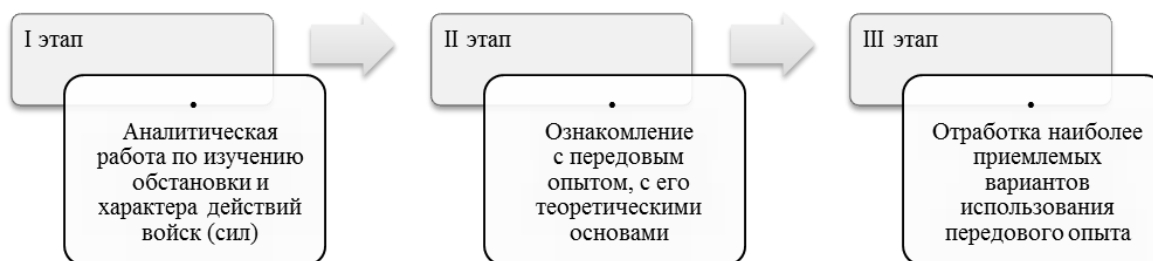 I этап
•
Аналитическая
работа по изучению
обстановки и
характера действий
войск (сил)
II этап
•
Ознакомление
с передовым
опытом, с его
теоретическими
основами
III этап
•
Отработка наиболее
приемлемых
вариантов
использования
передового опыта